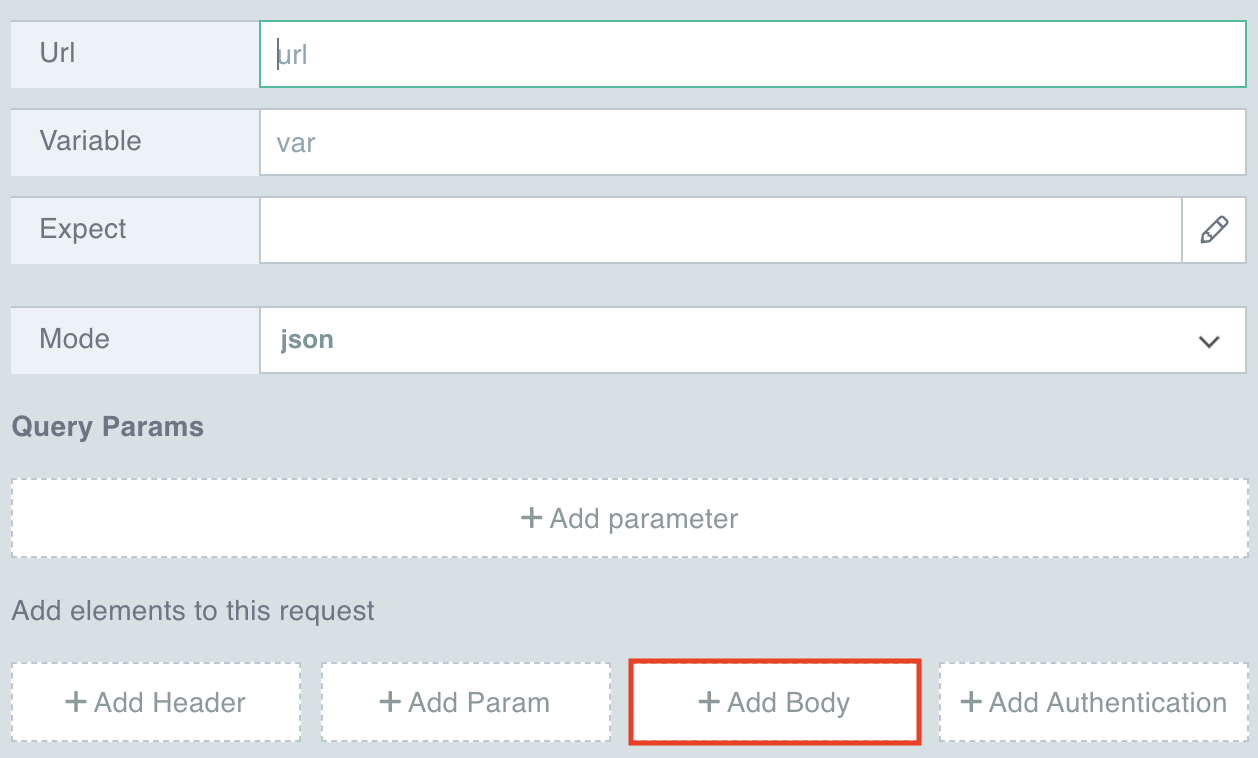 Url url
Variable var
Expect
Mode json
Query Params
+ Add parameter
Add elements to this request
+ Add Header + Add Param + Add Body + Add Authentication